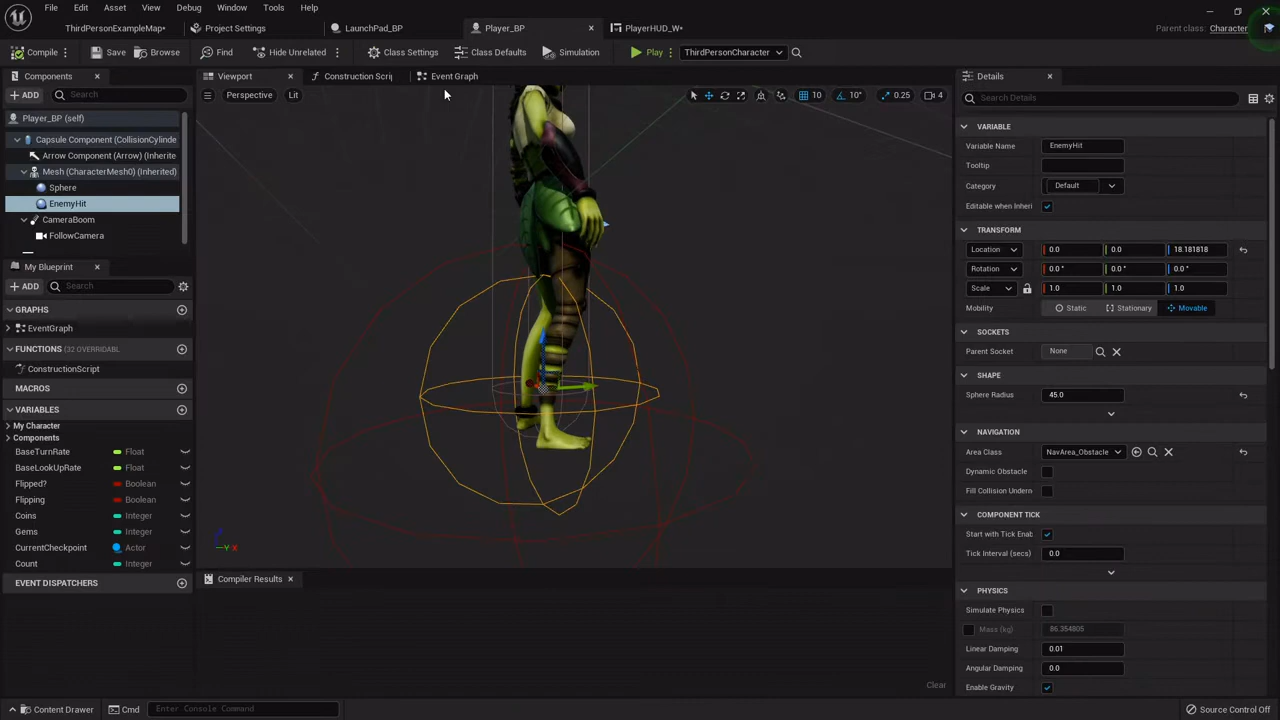 File Edit Asset View Debug Window Tools Help
ThirdPersonExampleMap* Project Settings LaunchPad_BP Player_BP PlayerHUD_W* Parent class: Character
Compile Save Browse Find Hide Unrelated Class Settings Class Defaults Simulation Play ThirdPersonCharacter
Components Viewport Construction Scrip Event Graph Details
ADD Search Perspective Lit 10 10° 0.25 4 Search Details
Player_BP (self)
Capsule Component (CollisionCylinde
Arrow Component (Arrow) (Inherite
Mesh (CharacterMesh0) (Inherited)
Sphere
EnemyHit
CameraBoom
FollowCamera
My Blueprint
ADD Search
GRAPHS
EventGraph
FUNCTIONS (32 OVERRIDABL
ConstructionScript
MACROS
VARIABLES
My Character
Components
BaseTurnRate Float
BaseLookUpRate Float
Flipped? Boolean
Flipping Boolean
Coins Integer
Gems Integer
CurrentCheckpoint Actor
Count Integer
EVENT DISPATCHERS
Z
Y X
Compiler Results
Clear
VARIABLE
Variable Name EnemyHit
Tooltip
Category Default
Editable when Inheri
TRANSFORM
Location 0.0 0.0 18.181818
Rotation 0.0 ° 0.0 ° 0.0 °
Scale 1.0 1.0 1.0
Mobility Static Stationary Movable
SOCKETS
Parent Socket None
SHAPE
Sphere Radius 45.0
NAVIGATION
Area Class NavArea_Obstacle
Dynamic Obstacle
Fill Collision Undern
COMPONENT TICK
Start with Tick Enab
Tick Interval (secs) 0.0
PHYSICS
Simulate Physics
Mass (kg) 86.354805
Linear Damping 0.01
Angular Damping 0.0
Enable Gravity
Content Drawer Cmd Enter Console Command Source Control Off